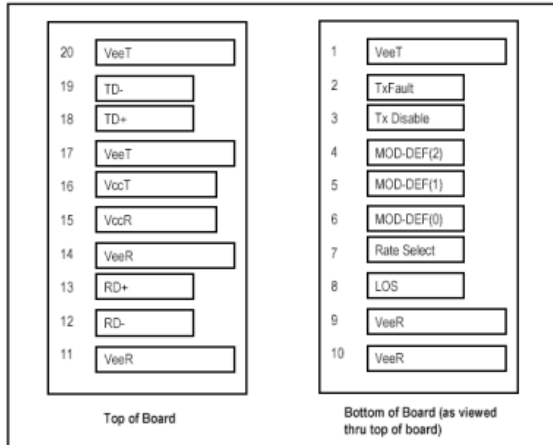 20 VeeT
19 TD-
18 TD+
17 VeeT
16 VccT
15 VccR
14 VeeR
13 RD+
12 RD-
11 VeeR
Top of Board
1 VeeT
2 TxFault
3 Tx Disable
4 MOD-DEF(2)
5 MOD-DEF(1)
6 MOD-DEF(0)
7 Rate Select
8 LOS
9 VeeR
10 VeeR
Bottom of Board (as viewed
thru top of board)